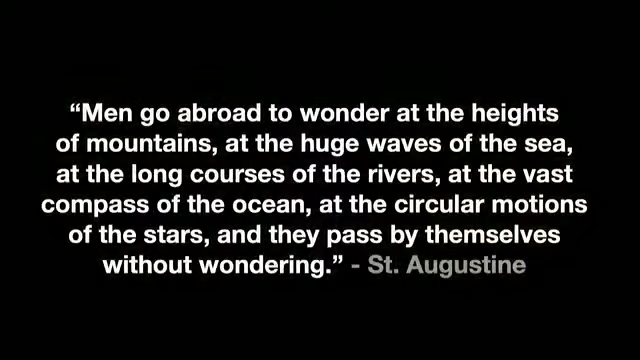 “Men go abroad to wonder at the heights
of mountains, at the huge waves of the sea,
at the long courses of the rivers, at the vast
compass of the ocean, at the circular motions
of the stars, and they pass by themselves
without wondering.” - St. Augustine